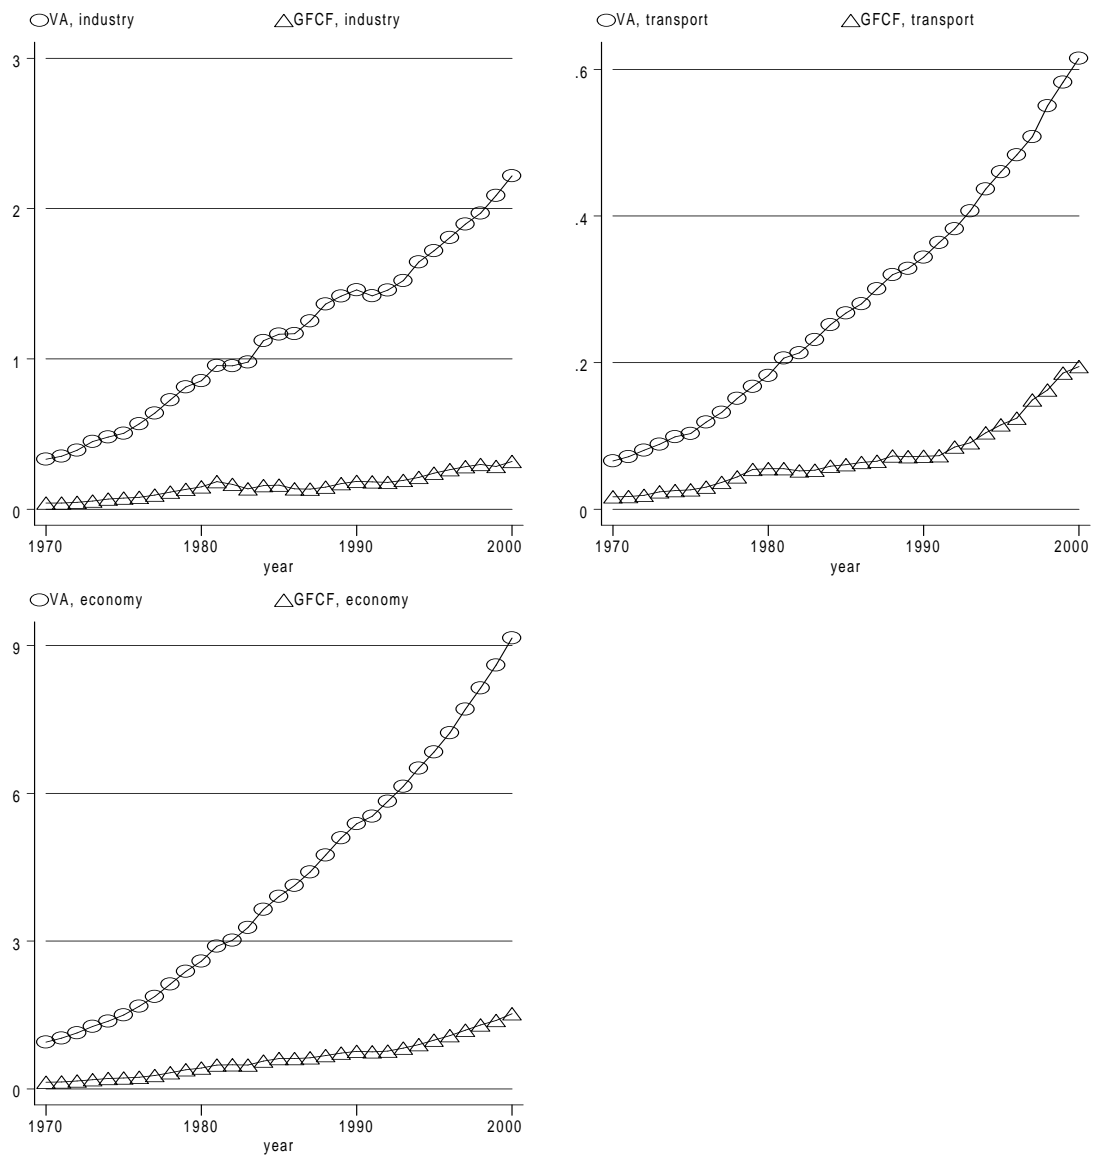 VA, industry GFCF, industry
3
2
1
0
1970 1980 1990 2000
year
VA, transport GFCF, transport
.6
.4
.2
0
1970 1980 1990 2000
year
VA, economy GFCF, economy
9
6
3
0
1970 1980 1990 2000
year